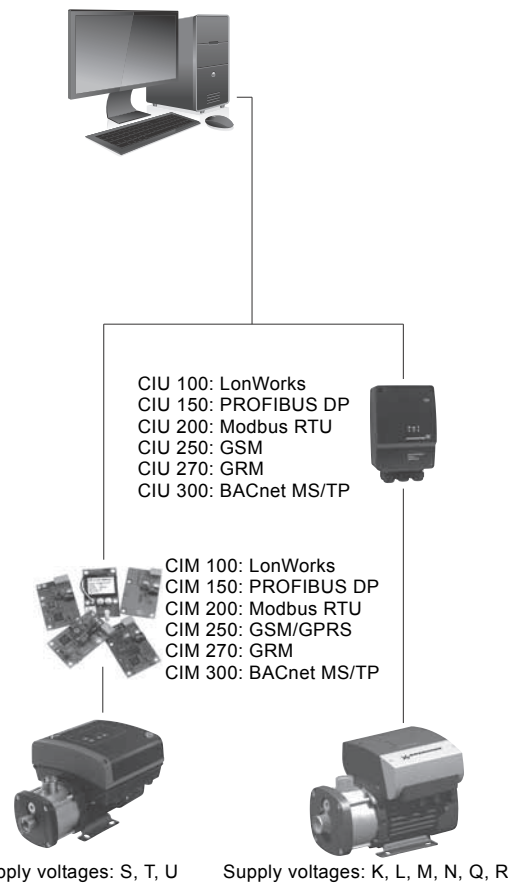 CIU 100: LonWorks
CIU 150: PROFIBUS DP
CIU 200: Modbus RTU
CIU 250: GSM
CIU 270: GRM
CIU 300: BACnet MS/TP
CIM 100: LonWorks
CIM 150: PROFIBUS DP
CIM 200: Modbus RTU
CIM 250: GSM/GPRS
CIM 270: GRM
CIM 300: BACnet MS/TP
pply voltages: S, T, U
Supply voltages: K, L, M, N, Q, R